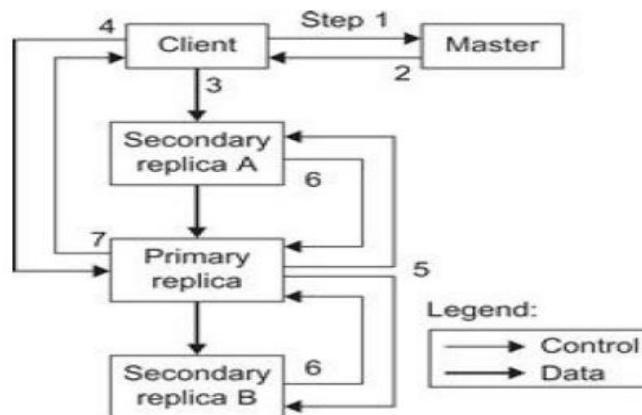 4
Step 1
Client
Master
2
3
Secondary
replica A
6
7
Primary
replica
5
Legend:
Control
Data
6
Secondary
replica B